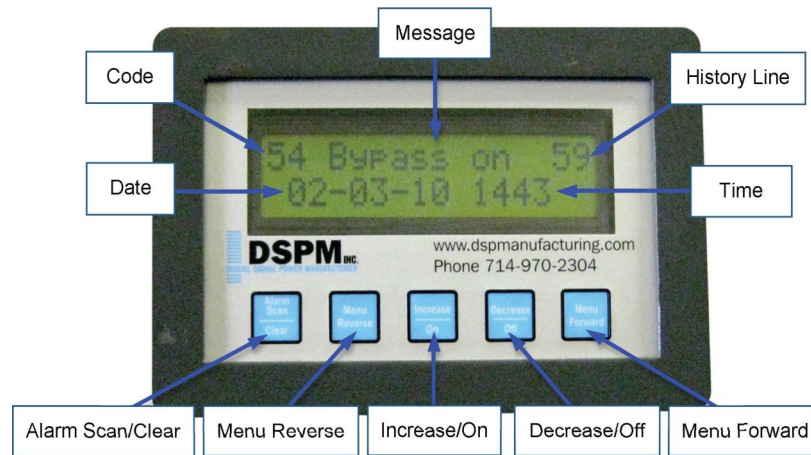 Message
Code
History Line
54 Bypass on 59
Date
02-03-10 1443
Time
DSPM INC.
www.dspmanufacturing.com
DIGITAL SIGNAL POWER MANUFACTURER
Phone 714-970-2304
Alarm Scan Clear
Menu Reverse
Increase On
Decrease Off
Menu Forward
Alarm Scan/Clear
Menu Reverse
Increase/On
Decrease/Off
Menu Forward